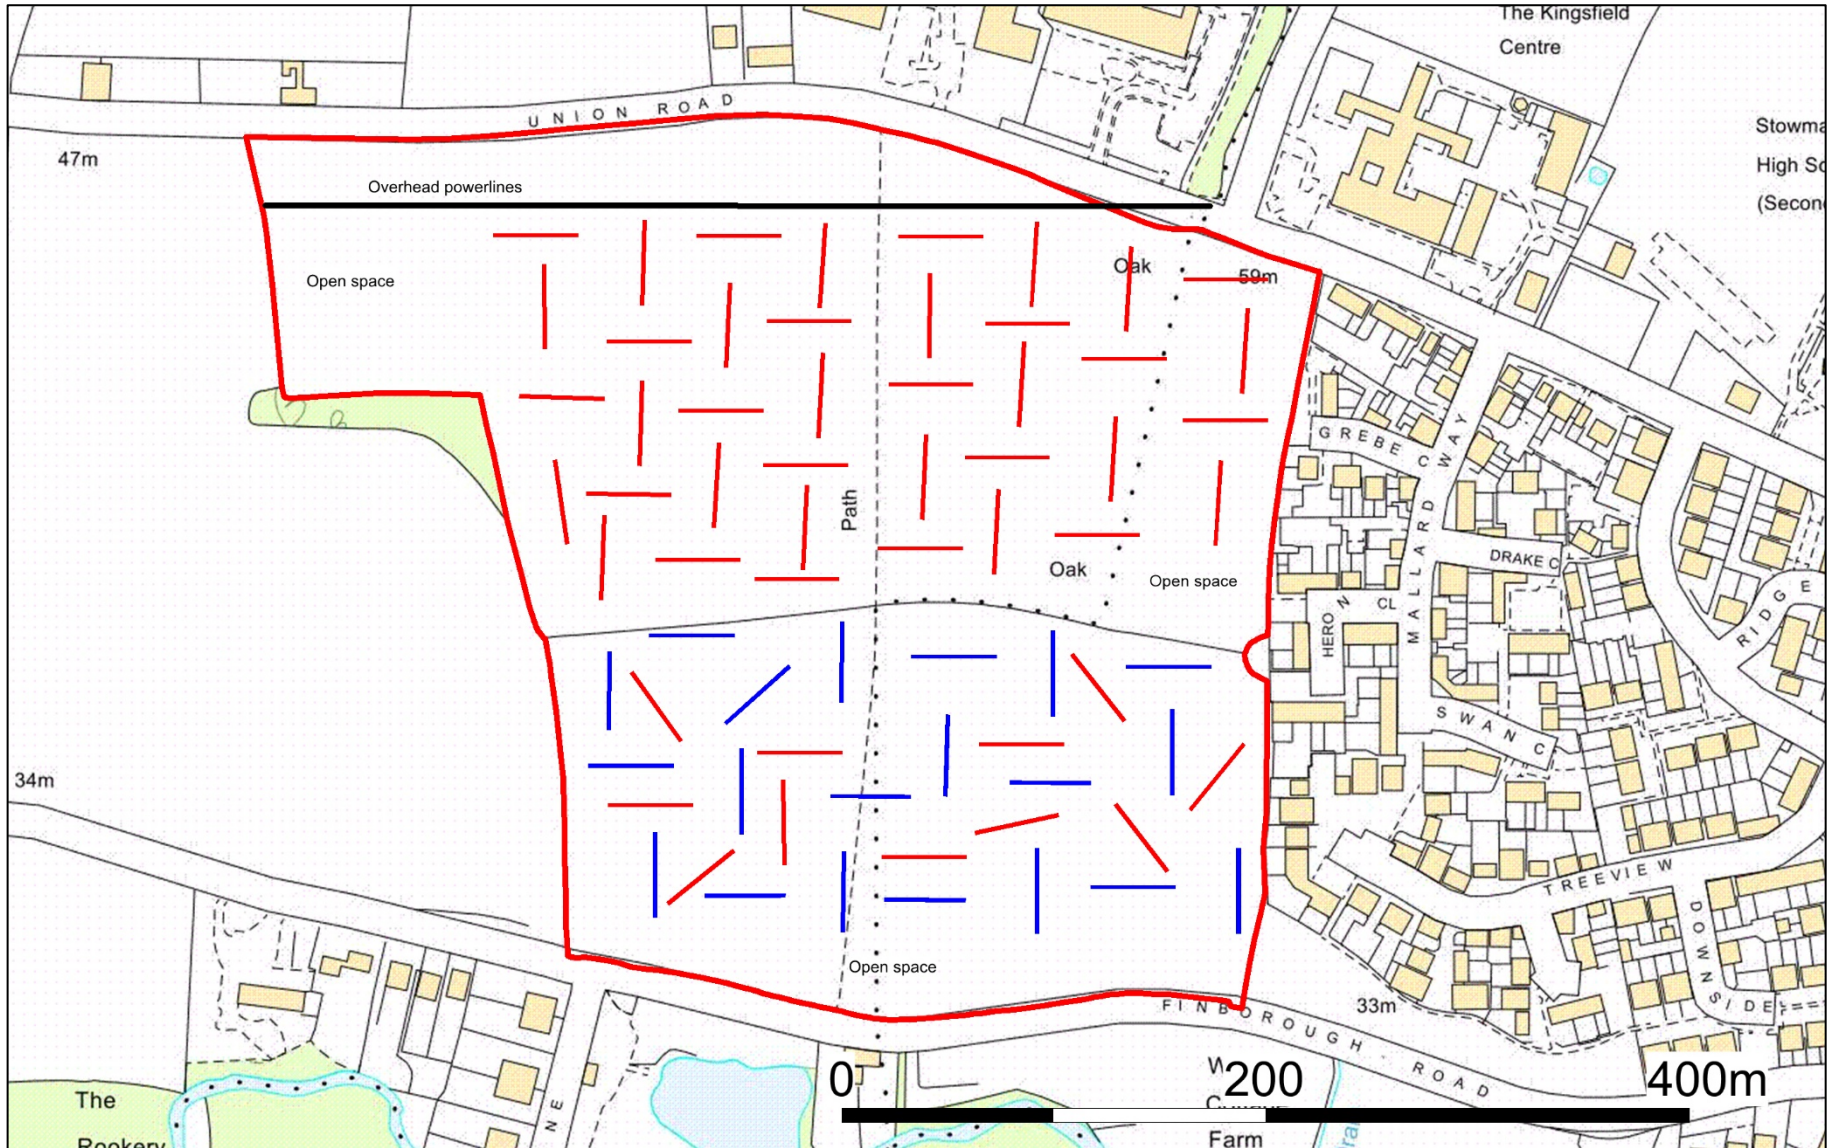 The Kingsfield
Centre
UNION ROAD
Stowma
High Sc
(Secon
47m
Overhead powerlines
Open space
Oak
59m
GREBE C
MALLARD WAY
Path
DRAKE C
Oak
Open space
HERON CL
RIDGE
SWAN C
34m
TREEVIEW
DOWNSIDE
Open space
FINBOROUGH ROAD
33m
0
200
400m
The
Rookery
NE
Farm